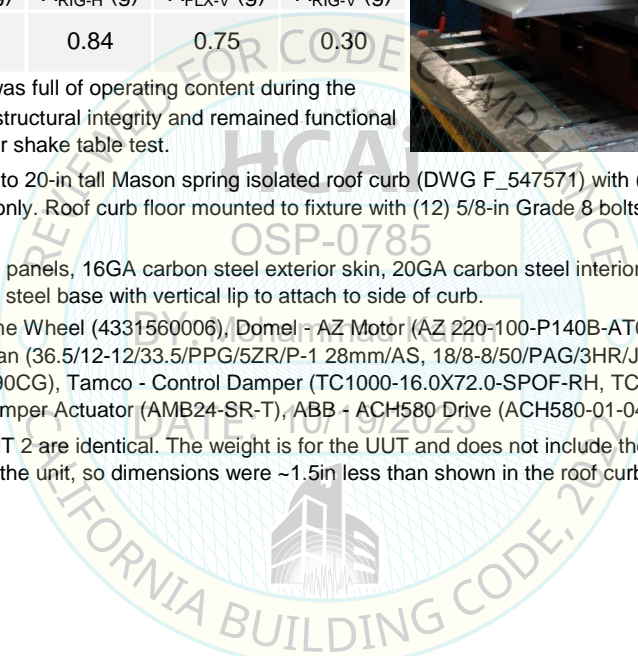 RIG-H (g) FLX-V (g) RIG-V (g)
0.84 0.75 0.30
was full of operating content during the
structural integrity and remained functional
r shake table test.
to 20-in tall Mason spring isolated roof curb (DWG F_547571) with (
only. Roof curb floor mounted to fixture with (12) 5/8-in Grade 8 bolts
panels, 16GA carbon steel exterior skin, 20GA carbon steel interior
steel base with vertical lip to attach to side of curb.
ne Wheel (4331560006), Domel - AZ Motor (AZ 220-100-P140B-AT
an (36.5/12-12/33.5/PPG/5ZR/P-1 28mm/AS, 18/8-8/50/PAG/3HR/J
90CG), Tamco - Control Damper (TC1000-16.0X72.0-SPOF-RH, TC
mper Actuator (AMB24-SR-T), ABB - ACH580 Drive (ACH580-01-04
T 2 are identical. The weight is for the UUT and does not include the
the unit, so dimensions were ~1.5in less than shown in the roof curb
REVIEWED FOR CODE COMPLIANCE
HCAi
OSP-0785
BY: Mohammad Karim
DATE: 10/19/2023
CALIFORNIA BUILDING CODE, 2022